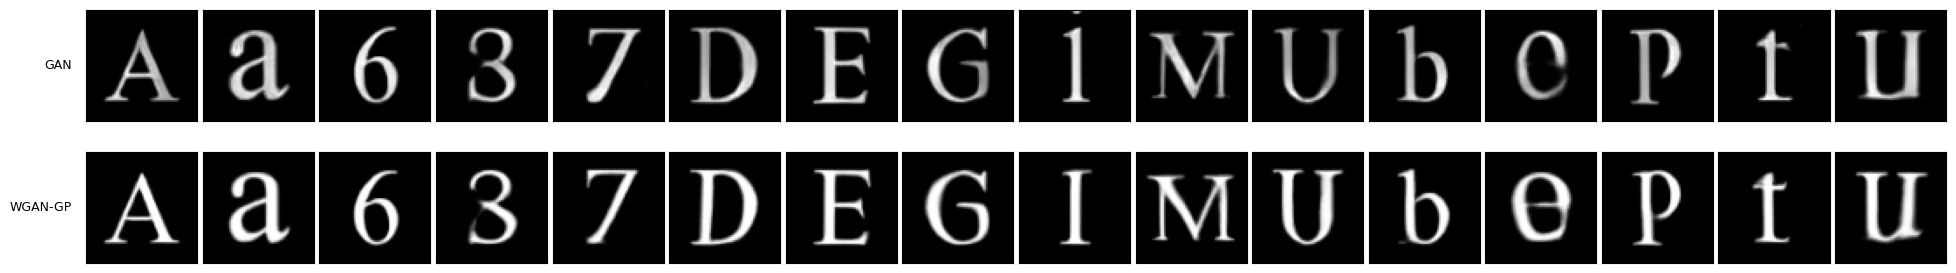 GAN A a 6 3 7 D E G i M U b e p t u
WGAN-GP A a 6 3 7 D E G I M U b e p t u